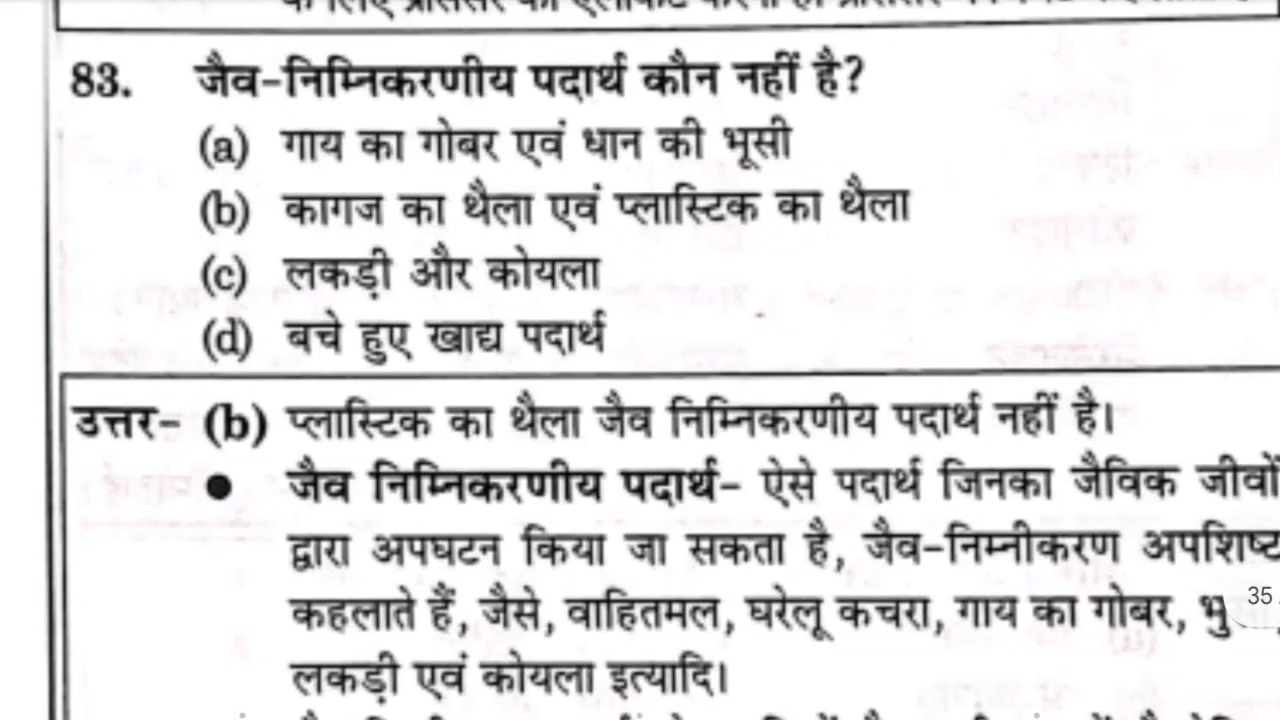 83. जैव-निम्निकरणीय पदार्थ कौन नहीं है?
(a) गाय का गोबर एवं धान की भूसी
(b) कागज का थैला एवं प्लास्टिक का थैला
(c) लकड़ी और कोयला
(d) बचे हुए खाद्य पदार्थ
उत्तर- (b) प्लास्टिक का थैला जैव निम्निकरणीय पदार्थ नहीं है।
● जैव निम्निकरणीय पदार्थ- ऐसे पदार्थ जिनका जैविक जीवों
द्वारा अपघटन किया जा सकता है, जैव-निम्नीकरण अपशिष्ट
कहलाते हैं, जैसे, वाहितमल, घरेलू कचरा, गाय का गोबर,
35
लकड़ी एवं कोयला इत्यादि।